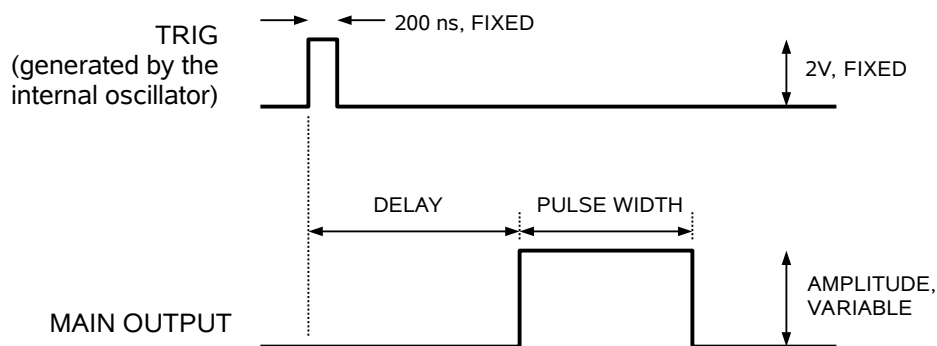 200 ns, FIXED
TRIG
(generated by the
internal oscillator)
2V, FIXED
DELAY
PULSE WIDTH
AMPLITUDE,
VARIABLE
MAIN OUTPUT